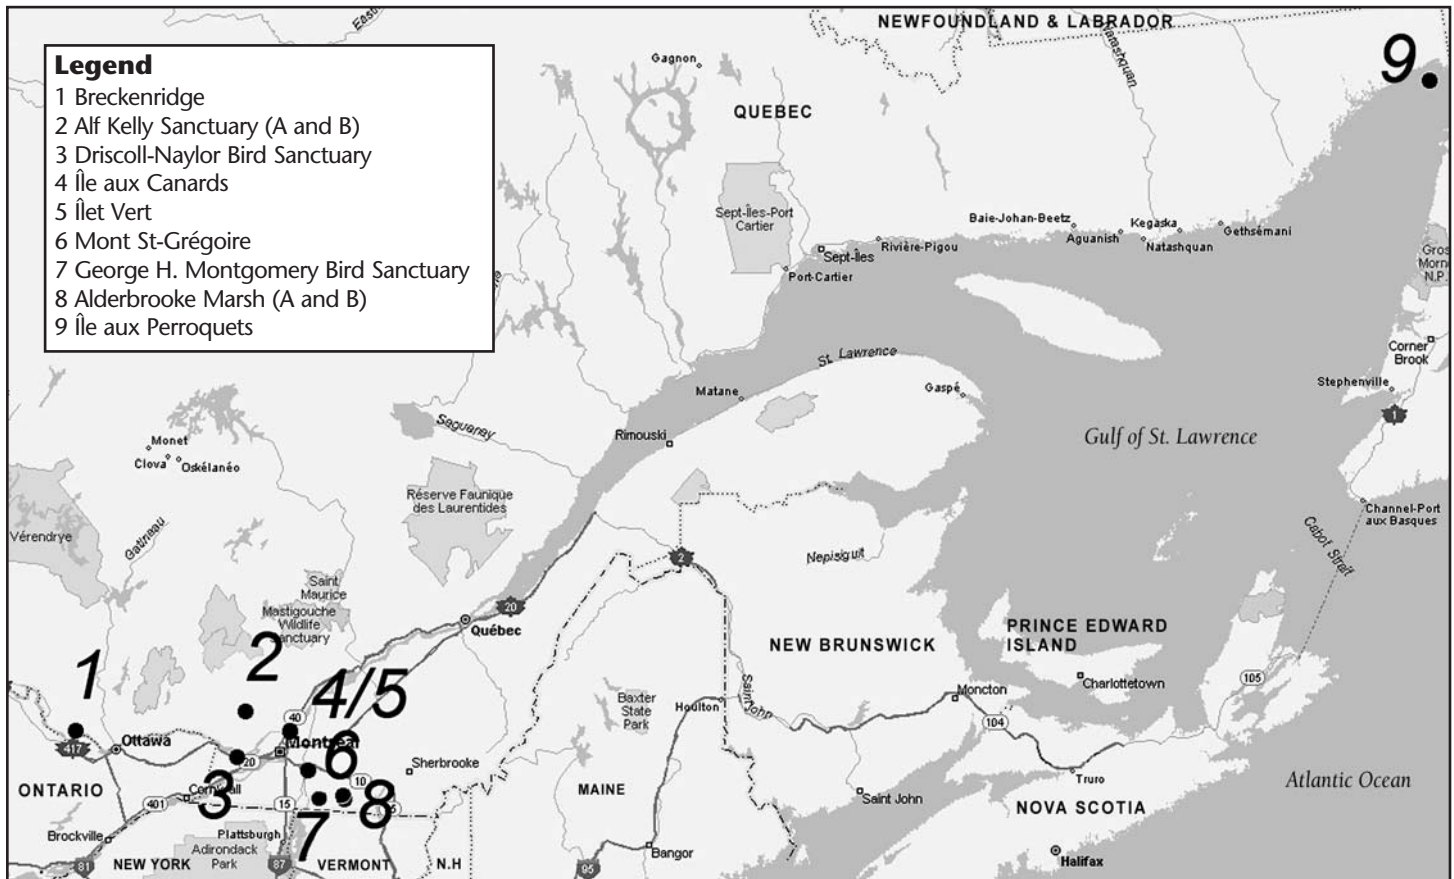 Legend
1 Breckenridge
2 Alf Kelly Sanctuary (A and B)
3 Driscoll-Naylor Bird Sanctuary
4 Île aux Canards
5 Îlet Vert
6 Mont St-Grégoire
7 George H. Montgomery Bird Sanctuary
8 Alderbrooke Marsh (A and B)
9 Île aux Perroquets
NEWFOUNDLAND & LABRADOR
9
Gagnon
QUEBEC
Natashquan
Sept-Îles-Port
Cartier
Sept-Îles
Port-Cartier
Rivière-Pigou
Baie-Johan-Beetz
Aguanish
Kegaska
Natashquan
Gethsémani
Gros
Morne
N.P.
Corner
Brook
Stephenville
1
St. Lawrence
Matane
Gaspé
Rimouski
Saguenay
Gulf of St. Lawrence
Monet
Clova
Oskélanéo
Réserve Faunique
des Laurentides
Vérendrye
Gatineau
Channel-Port
aux Basques
Cabot Strait
2
Nepisiguit
Saint
Maurice
Mastigouche
Wildlife
Sanctuary
20
Québec
NEW BRUNSWICK
PRINCE EDWARD
ISLAND
Charlottetown
1
2
4/5
Baxter
State
Park
Houlton
Saint John
Moncton
104
105
417
Ottawa
40
Montréal
20
3
6
10
Sherbrooke
ONTARIO
Cornwall
401
15
7
8
MAINE
Saint John
Truro
NOVA SCOTIA
Atlantic Ocean
Brockville
Plattsburgh
Adirondack
Park
81
NEW YORK
87
VERMONT
N.H
95
Bangor
Halifax